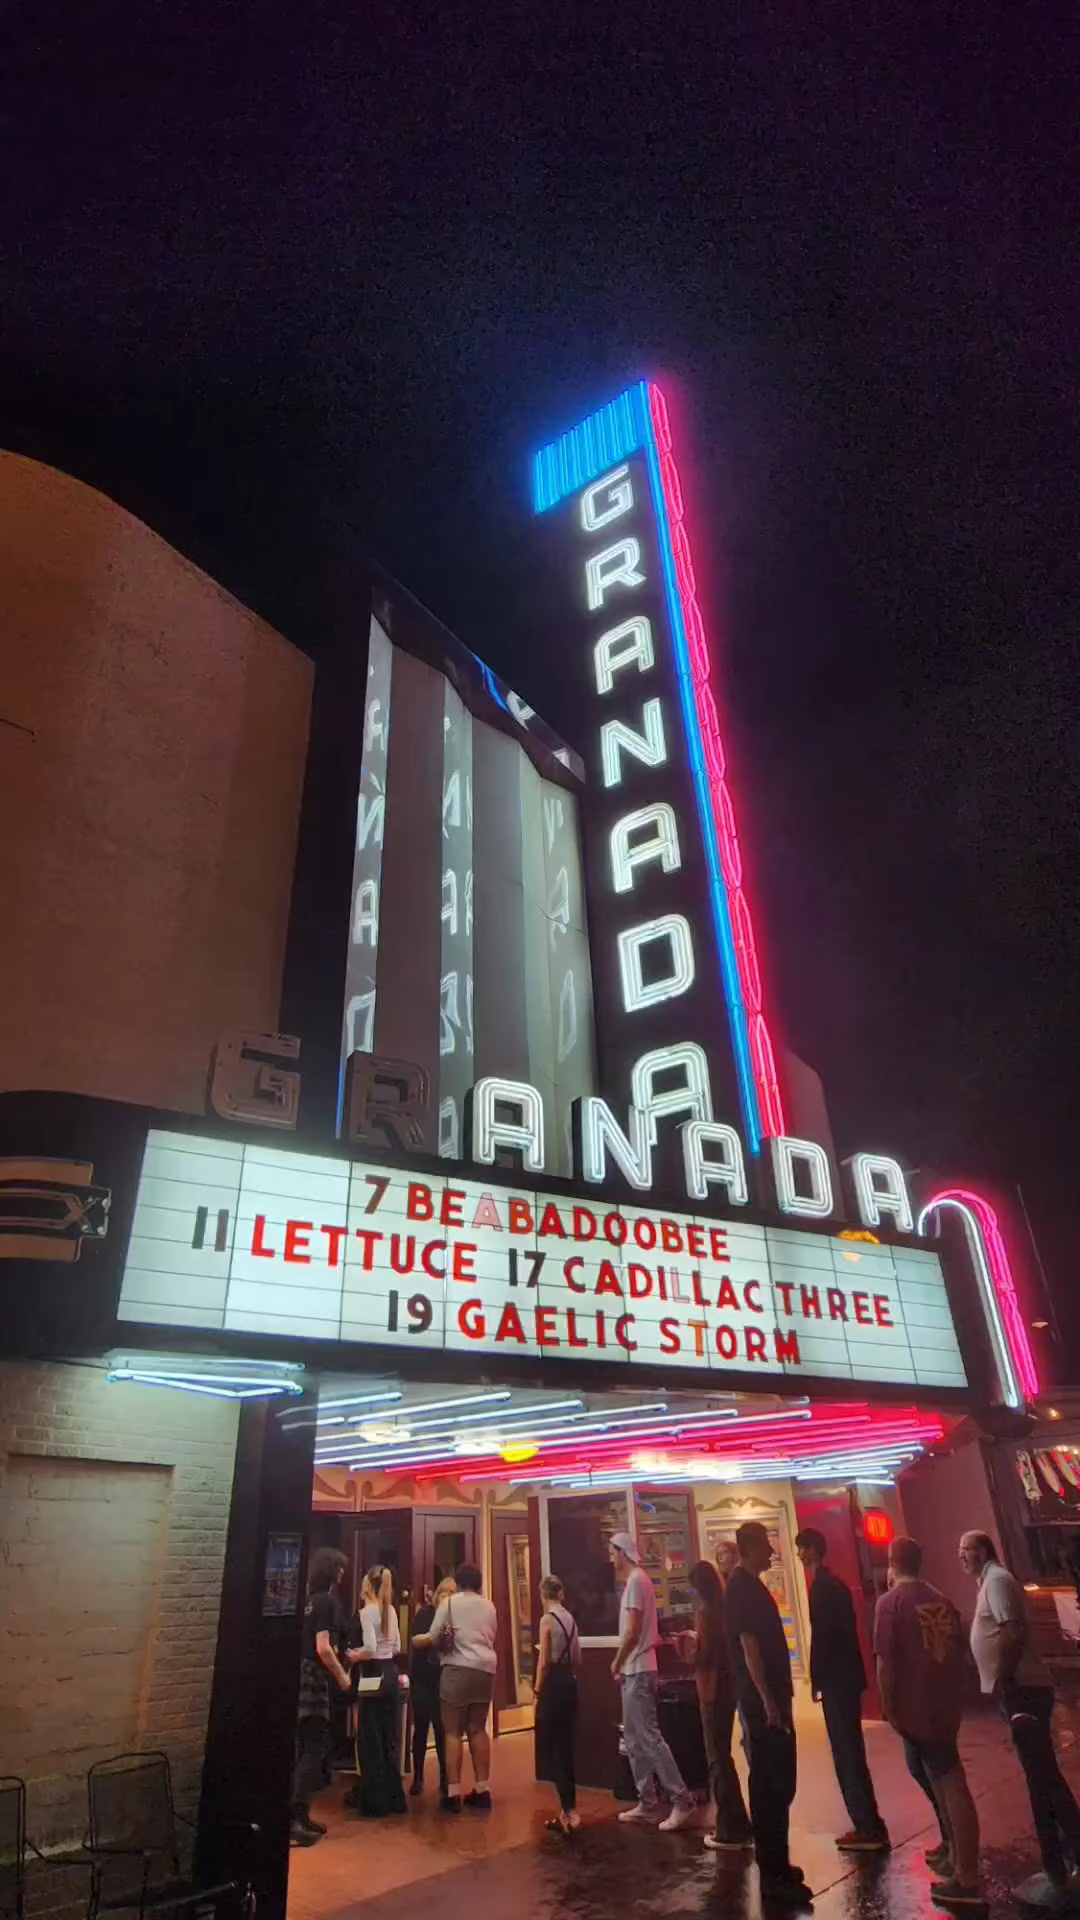 GRANADA
GRANADA
7 BEABADOOBEE
11 LETTUCE 17 CADILLAC THREE
19 GAELIC STORM